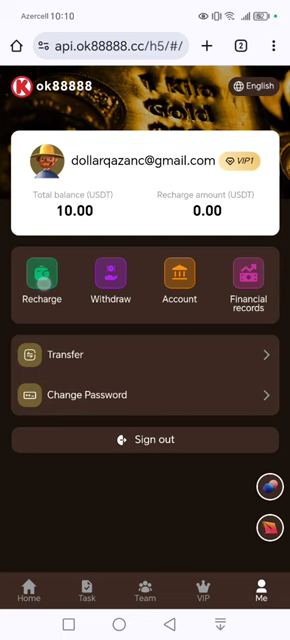 Azercell 10:10
api.ok88888.cc/h5/#/
2
K ok88888
English
dollarqazanc@gmail.com VIP1
Total balance (USDT) Recharge amount (USDT)
10.00 0.00
Recharge Withdraw Account Financial records
Transfer
Change Password
Sign out
Home Task Team VIP Me